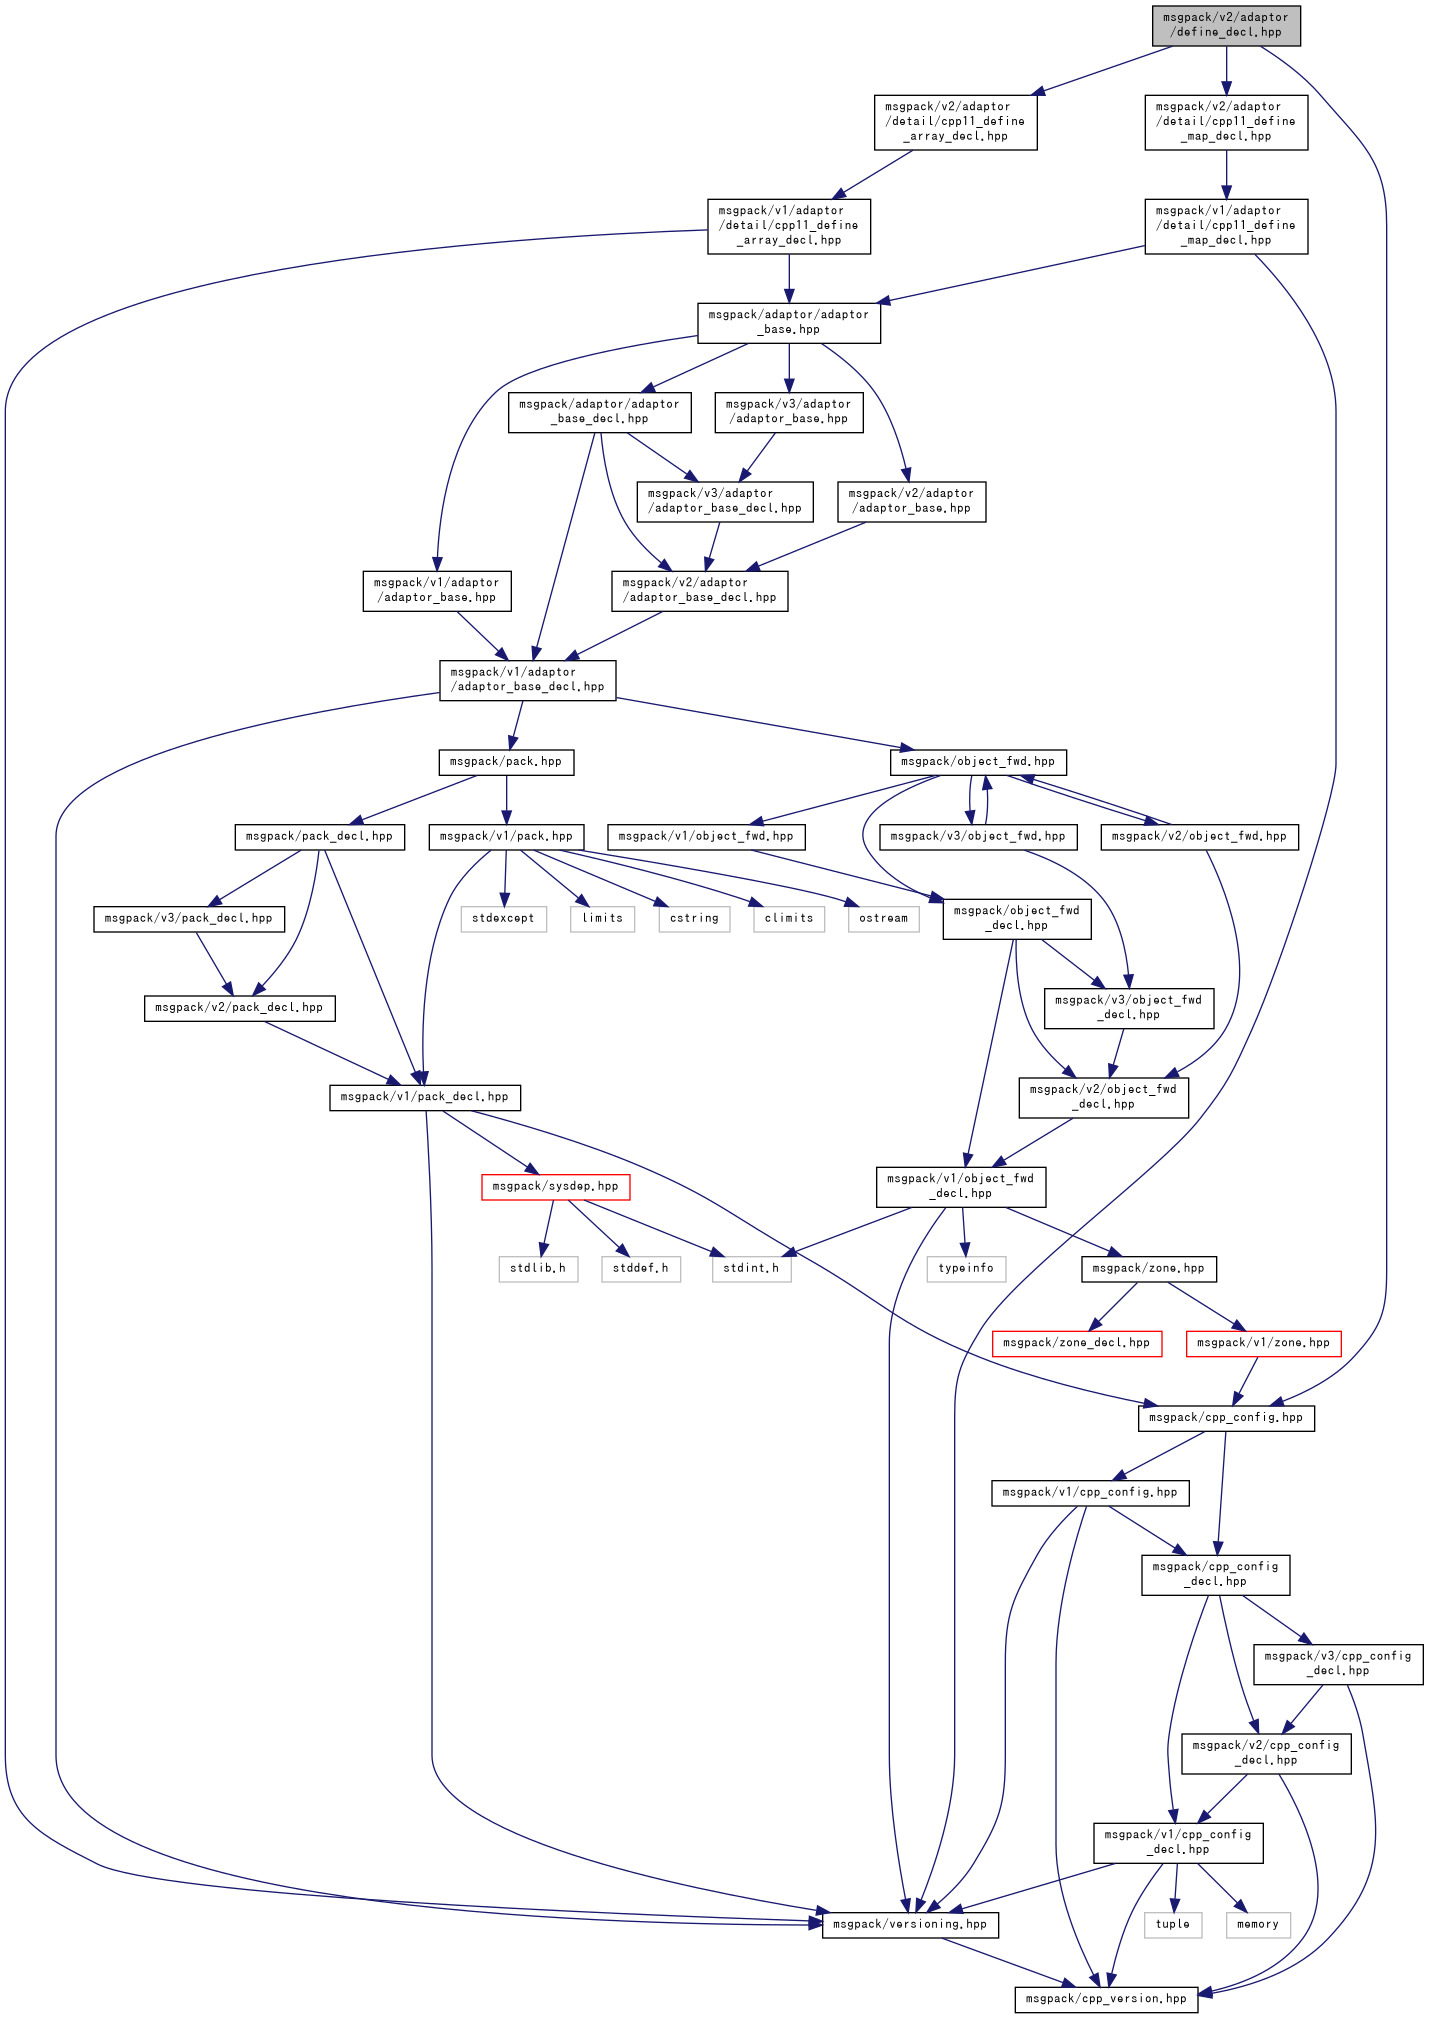 msgpack/v2/adaptor
/define_decl.hpp
msgpack/v2/adaptor
/detail/cpp11_define
_array_decl.hpp
msgpack/v2/adaptor
/detail/cpp11_define
_map_decl.hpp
msgpack/v1/adaptor
/detail/cpp11_define
_array_decl.hpp
msgpack/v1/adaptor
/detail/cpp11_define
_map_decl.hpp
msgpack/adaptor/adaptor
_base.hpp
msgpack/adaptor/adaptor
_base_decl.hpp
msgpack/v3/adaptor
/adaptor_base.hpp
msgpack/v3/adaptor
/adaptor_base_decl.hpp
msgpack/v2/adaptor
/adaptor_base.hpp
msgpack/v1/adaptor
/adaptor_base.hpp
msgpack/v2/adaptor
/adaptor_base_decl.hpp
msgpack/v1/adaptor
/adaptor_base_decl.hpp
msgpack/pack.hpp
msgpack/object_fwd.hpp
msgpack/pack_decl.hpp
msgpack/v1/pack.hpp
msgpack/v1/object_fwd.hpp
msgpack/v3/object_fwd.hpp
msgpack/v2/object_fwd.hpp
msgpack/v3/pack_decl.hpp
stdexcept
limits
cstring
climits
ostream
msgpack/object_fwd
_decl.hpp
msgpack/v2/pack_decl.hpp
msgpack/v3/object_fwd
_decl.hpp
msgpack/v1/pack_decl.hpp
msgpack/v2/object_fwd
_decl.hpp
msgpack/sysdep.hpp
msgpack/v1/object_fwd
_decl.hpp
stdlib.h
stddef.h
stdint.h
typeinfo
msgpack/zone.hpp
msgpack/zone_decl.hpp
msgpack/v1/zone.hpp
msgpack/cpp_config.hpp
msgpack/v1/cpp_config.hpp
msgpack/cpp_config
_decl.hpp
msgpack/v3/cpp_config
_decl.hpp
msgpack/v2/cpp_config
_decl.hpp
msgpack/v1/cpp_config
_decl.hpp
msgpack/versioning.hpp
tuple
memory
msgpack/cpp_version.hpp